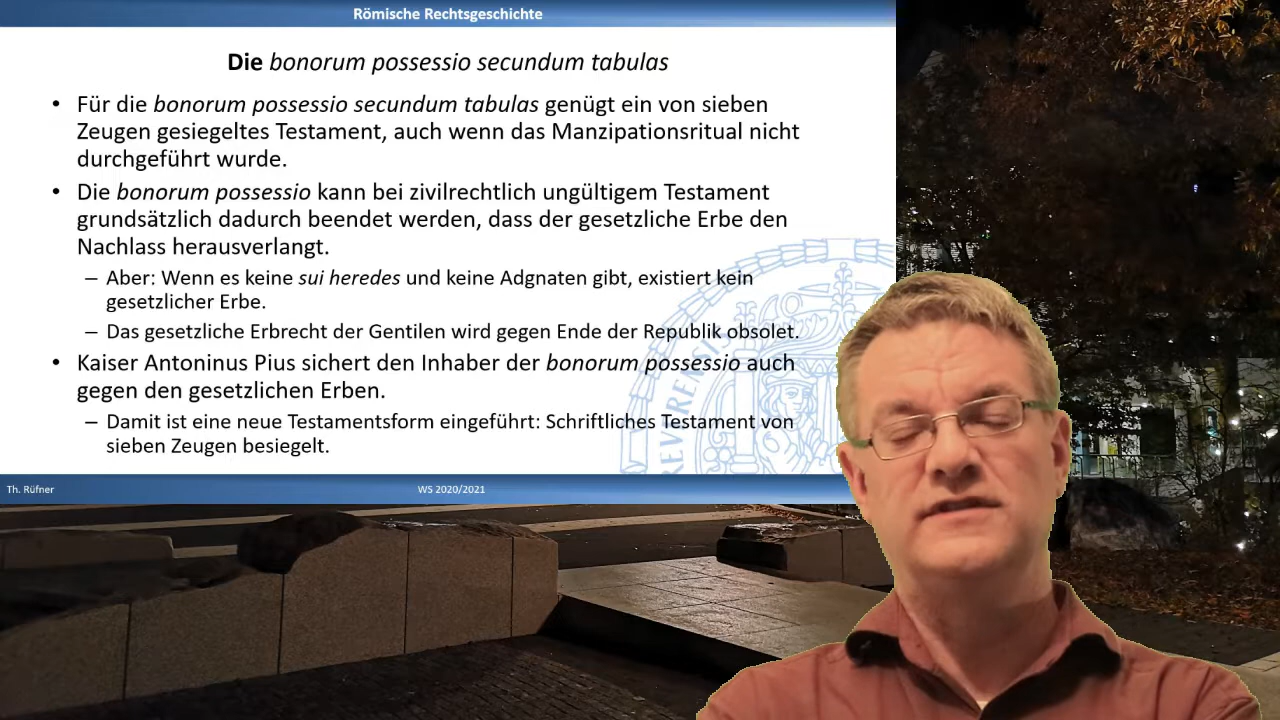 Römische Rechtsgeschichte
Die bonorum possessio secundum tabulas
• Für die bonorum possessio secundum tabulas genügt ein von sieben
Zeugen gesiegeltes Testament, auch wenn das Manzipationsritual nicht
durchgeführt wurde.
• Die bonorum possessio kann bei zivilrechtlich ungültigem Testament
grundsätzlich dadurch beendet werden, dass der gesetzliche Erbe den
Nachlass herausverlangt.
– Aber: Wenn es keine sui heredes und keine Adgnaten gibt, existiert kein
gesetzlicher Erbe.
– Das gesetzliche Erbrecht der Gentilen wird gegen Ende der Republik obsolet.
• Kaiser Antoninus Pius sichert den Inhaber der bonorum possessio auch
gegen den gesetzlichen Erben.
– Damit ist eine neue Testamentsform eingeführt: Schriftliches Testament von
sieben Zeugen besiegelt.
Th. Rüfner
WS 2020/2021